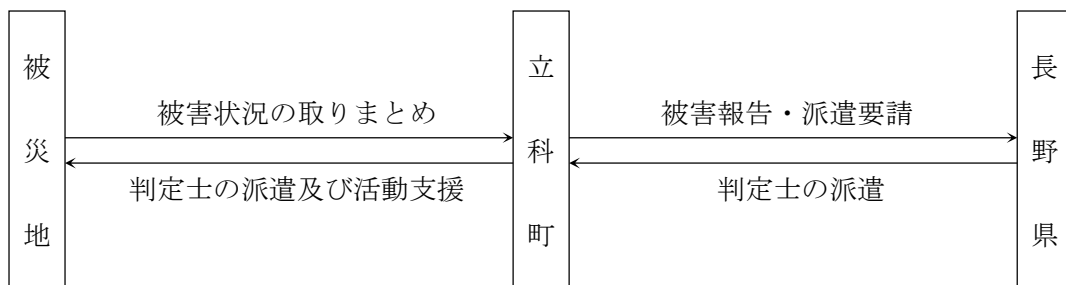 被災地
被害状況の取りまとめ
判定士の派遣及び活動支援
立科町
被害報告・派遣要請
判定士の派遣
長野県